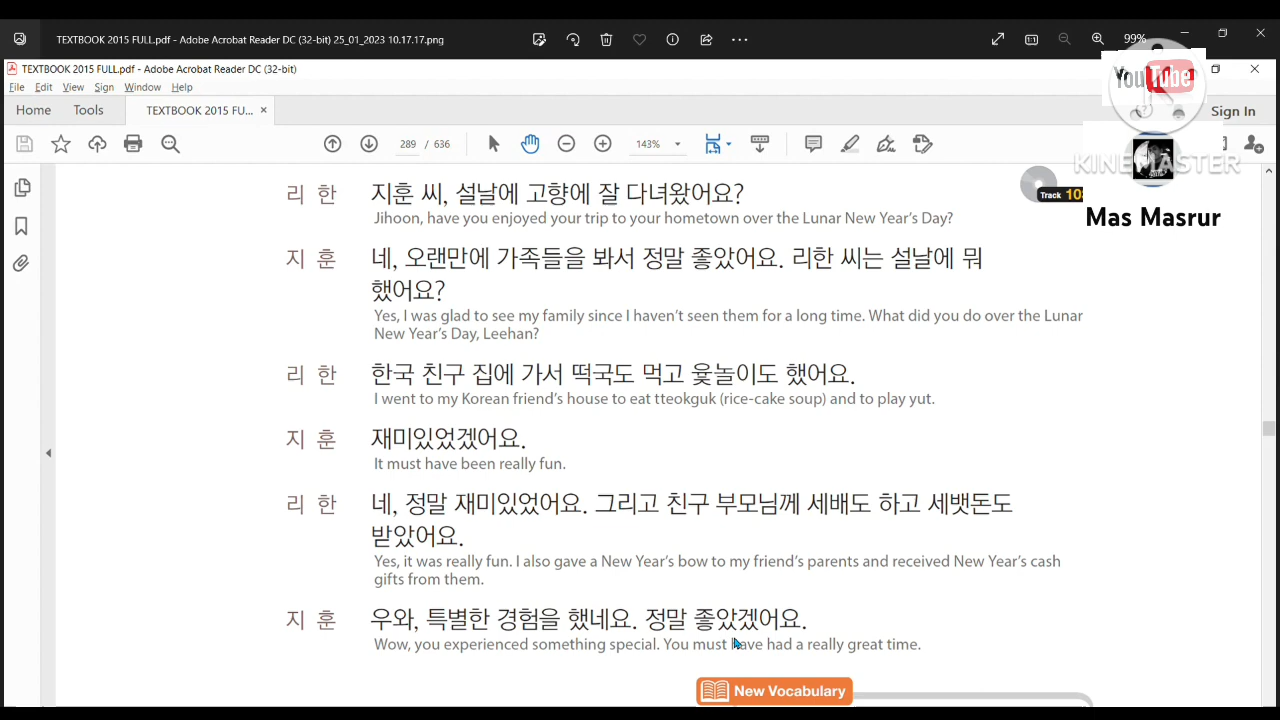 TEXTBOOK 2015 FULL.pdf - Adobe Acrobat Reader DC (32-bit) 25_01_2023 10.17.17.png
99%
TEXTBOOK 2015 FULL.pdf - Adobe Acrobat Reader DC (32-bit)
File Edit View Sign Window Help
YouTube
Home Tools TEXTBOOK 2015 FU... × Sign In
289 / 636 143%
KINEMASTER
리 한 지훈 씨, 설날에 고향에 잘 다녀왔어요?
Track 10
Mas Masrur
Jihoon, have you enjoyed your trip to your hometown over the Lunar New Year's Day?
지 훈 네, 오랜만에 가족들을 봐서 정말 좋았어요. 리한 씨는 설날에 뭐
했어요?
Yes, I was glad to see my family since I haven't seen them for a long time. What did you do over the Lunar
New Year's Day, Leehan?
리 한 한국 친구 집에 가서 떡국도 먹고 윷놀이도 했어요.
I went to my Korean friend's house to eat tteokguk (rice-cake soup) and to play yut.
지 훈 재미있었겠어요.
It must have been really fun.
리 한 네, 정말 재미있었어요. 그리고 친구 부모님께 세배도 하고 세뱃돈도
받았어요.
Yes, it was really fun. I also gave a New Year's bow to my friend's parents and received New Year's cash
gifts from them.
지 훈 우와, 특별한 경험을 했네요. 정말 좋았겠어요.
Wow, you experienced something special. You must have had a really great time.
New Vocabulary